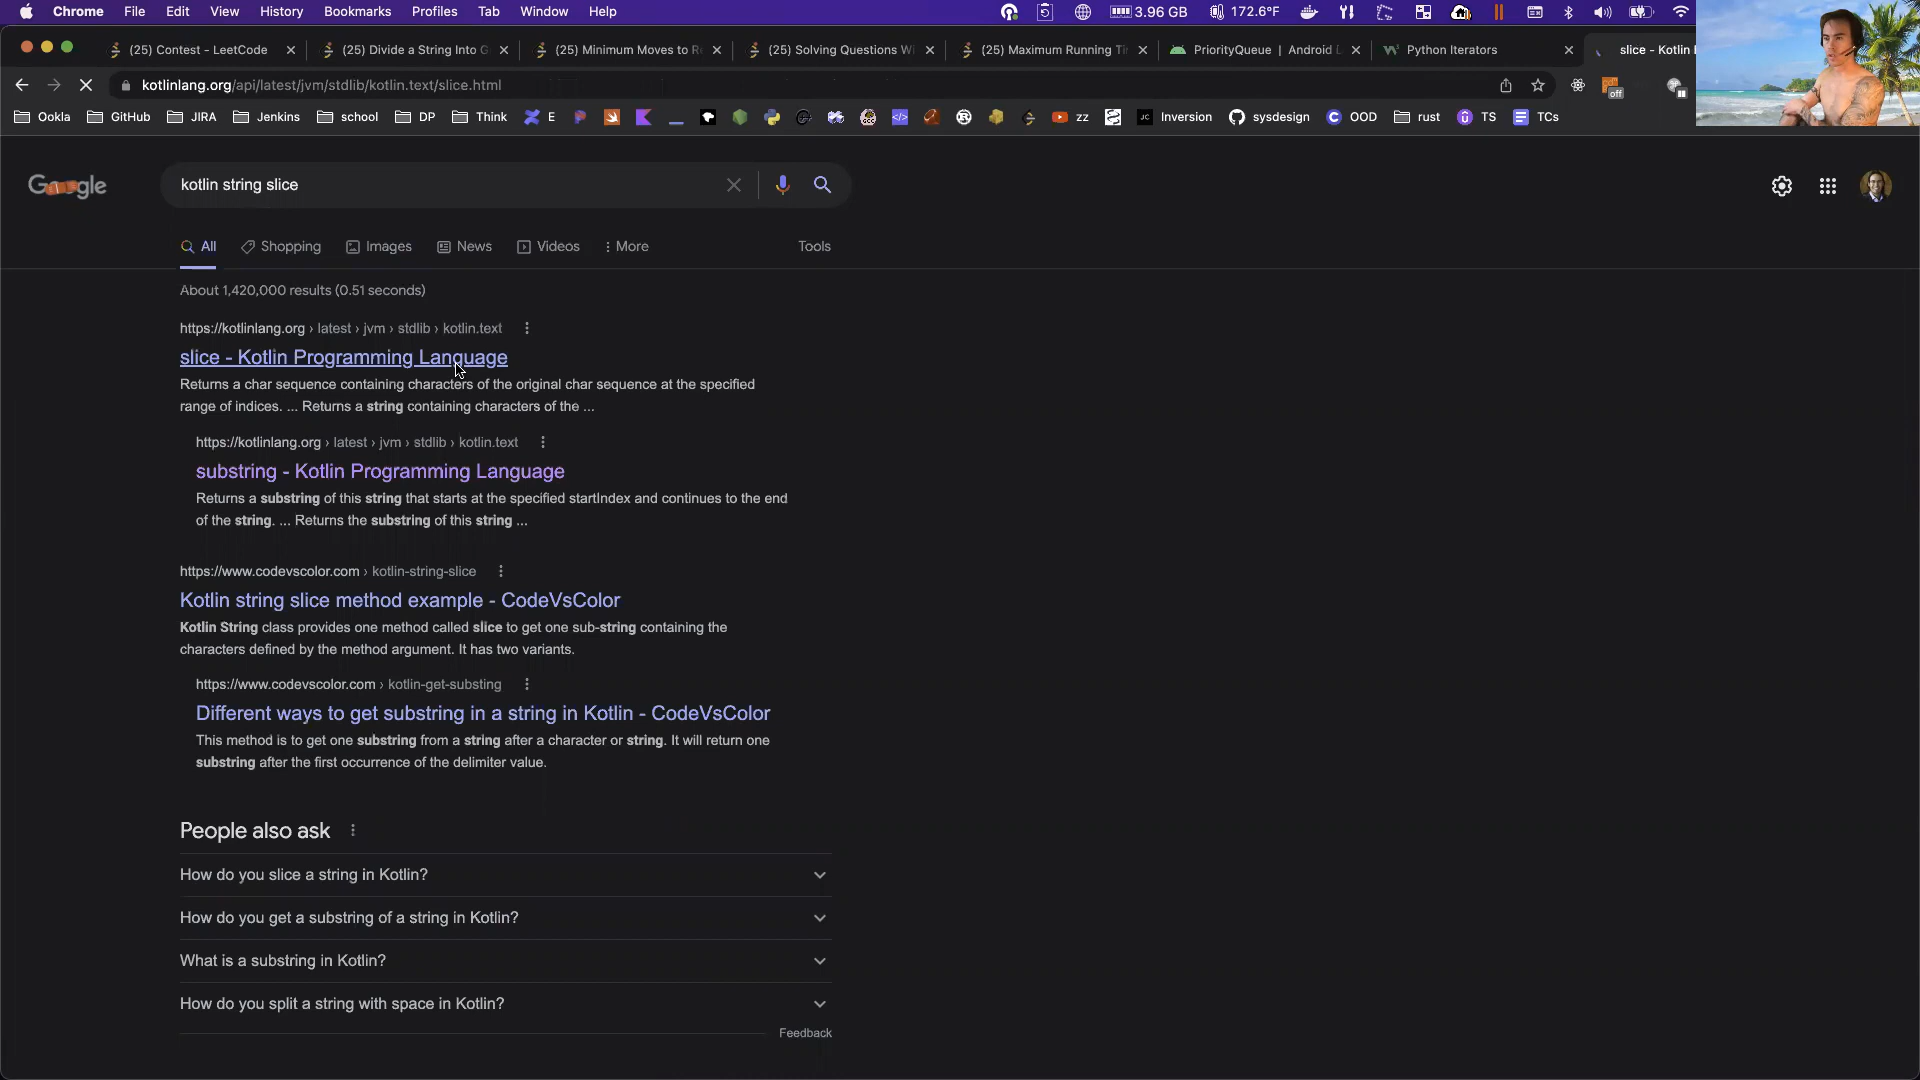 Chrome File Edit View History Bookmarks Profiles Tab Window Help 3.96 GB 172.6°F
(25) Contest - LeetCode (25) Divide a String Into G (25) Minimum Moves to Re (25) Solving Questions Wi (25) Maximum Running Tir PriorityQueue | Android Python Iterators slice - Kotlin
kotlinlang.org/api/latest/jvm/stdlib/kotlin.text/slice.html off
Ookla GitHub JIRA Jenkins school DP Think E zz JC Inversion sysdesign C OOD rust TS TCs
Google kotlin string slice
All Shopping Images News Videos More Tools
About 1,420,000 results (0.51 seconds)
https://kotlinlang.org › latest › jvm › stdlib › kotlin.text
slice - Kotlin Programming Language
Returns a char sequence containing characters of the original char sequence at the specified
range of indices. ... Returns a string containing characters of the ...
https://kotlinlang.org › latest › jvm › stdlib › kotlin.text
substring - Kotlin Programming Language
Returns a substring of this string that starts at the specified startIndex and continues to the end
of the string. ... Returns the substring of this string ...
https://www.codevscolor.com › kotlin-string-slice
Kotlin string slice method example - CodeVsColor
Kotlin String class provides one method called slice to get one sub-string containing the
characters defined by the method argument. It has two variants.
https://www.codevscolor.com › kotlin-get-substing
Different ways to get substring in a string in Kotlin - CodeVsColor
This method is to get one substring from a string after a character or string. It will return one
substring after the first occurrence of the delimiter value.
People also ask
How do you slice a string in Kotlin?
How do you get a substring of a string in Kotlin?
What is a substring in Kotlin?
How do you split a string with space in Kotlin?
Feedback